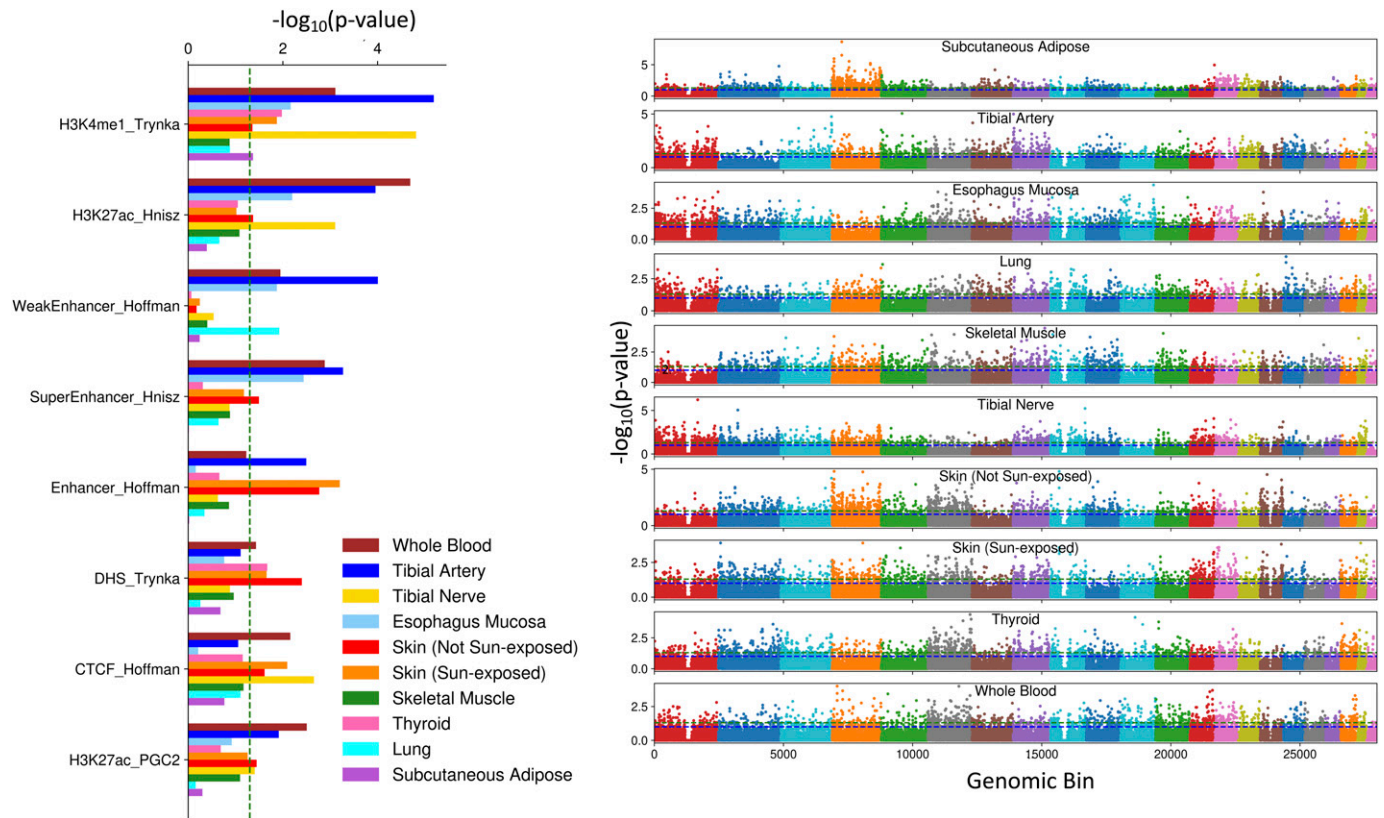 -log10(p-value)
0 2 4
H3K4me1_Trynka
H3K27ac_Hnisz
WeakEnhancer_Hoffman
SuperEnhancer_Hnisz
Enhancer_Hoffman
DHS_Trynka
CTCF_Hoffman
H3K27ac_PGC2
Whole Blood
Tibial Artery
Tibial Nerve
Esophagus Mucosa
Skin (Not Sun-exposed)
Skin (Sun-exposed)
Skeletal Muscle
Thyroid
Lung
Subcutaneous Adipose
-log10(p-value)
Subcutaneous Adipose
5
0
Tibial Artery
5
0
Esophagus Mucosa
2.5
0.0
Lung
2.5
0
Skeletal Muscle
2.5
2.
0
Tibial Nerve
5
0
Skin (Not Sun-exposed)
5
0
Skin (Sun-exposed)
2.5
0.0
Thyroid
2.5
0.0
Whole Blood
2.5
0.0
0 5000 10000 15000 20000 25000
Genomic Bin